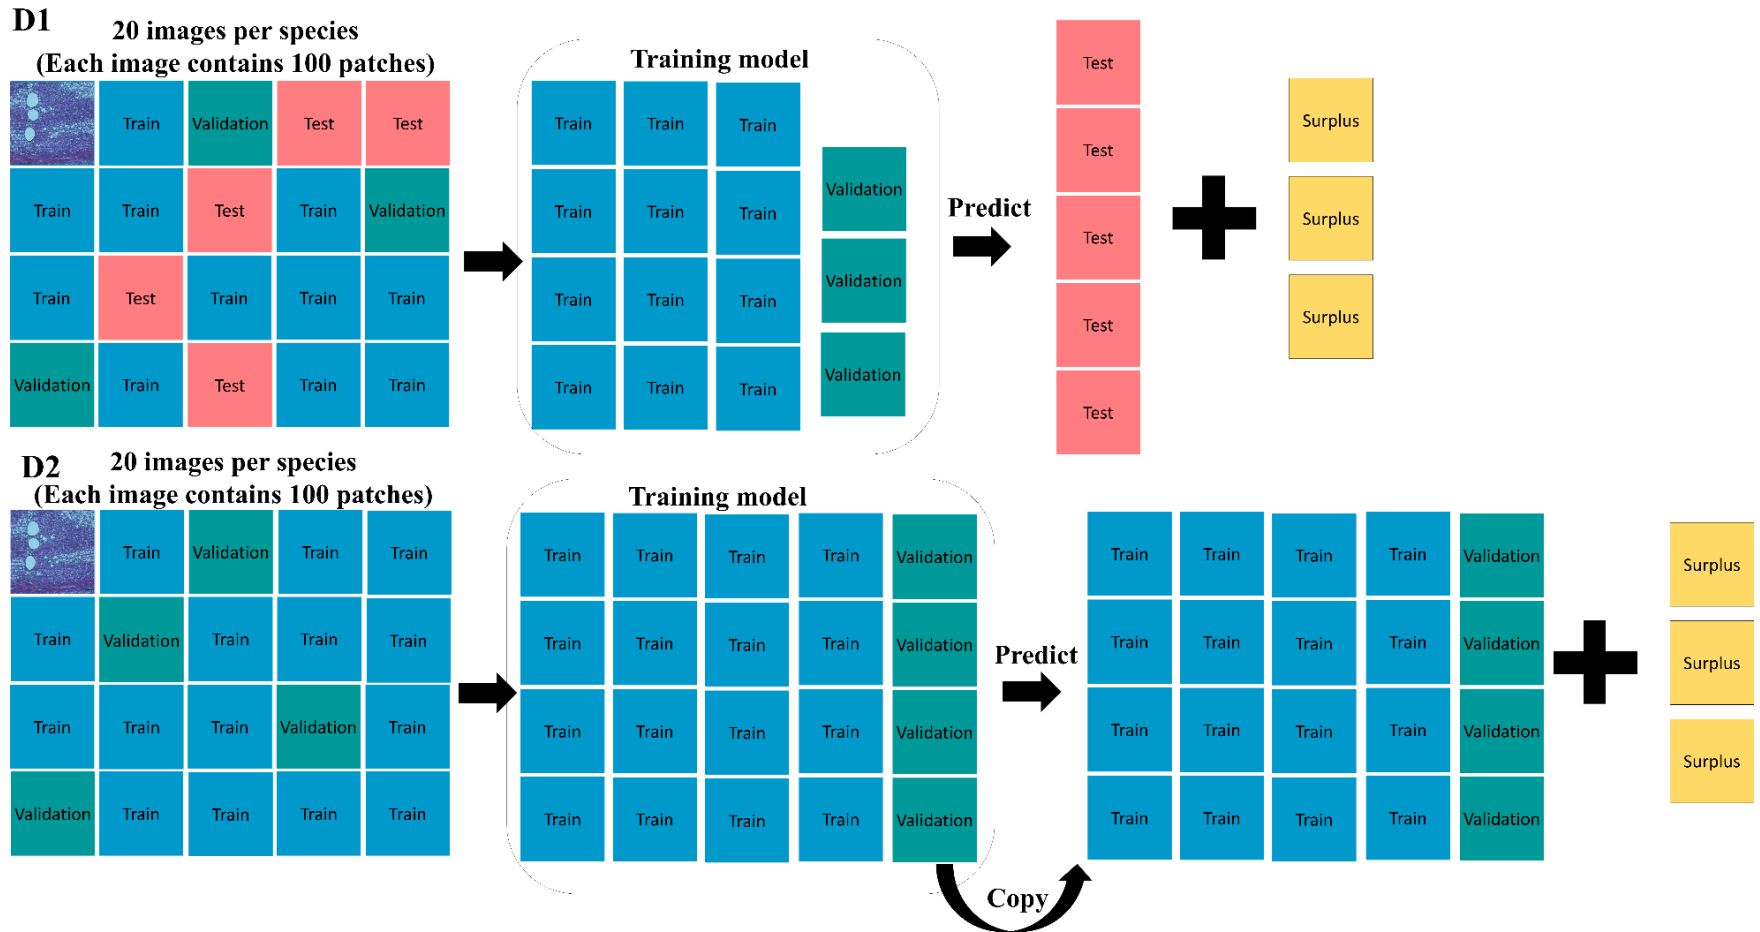 D1
20 images per species
(Each image contains 100 patches)
Train Validation Test Test
Train Train Test Train Validation
Train Test Train Train Train
Validation Train Test Train Train
Training model
Train Train Train
Train Train Train
Train Train Train
Train Train Train
Validation
Validation
Validation
Predict
Test
Test
Test
Test
Test
Surplus
Surplus
Surplus
D2
20 images per species
(Each image contains 100 patches)
Train Validation Train Train
Train Validation Train Train Train
Train Train Train Validation Train
Validation Train Train Train Train
Training model
Train Train Train Train Validation
Train Train Train Train Validation
Train Train Train Train Validation
Train Train Train Train Validation
Predict
Copy
Train Train Train Train Validation
Train Train Train Train Validation
Train Train Train Train Validation
Train Train Train Train Validation
Surplus
Surplus
Surplus